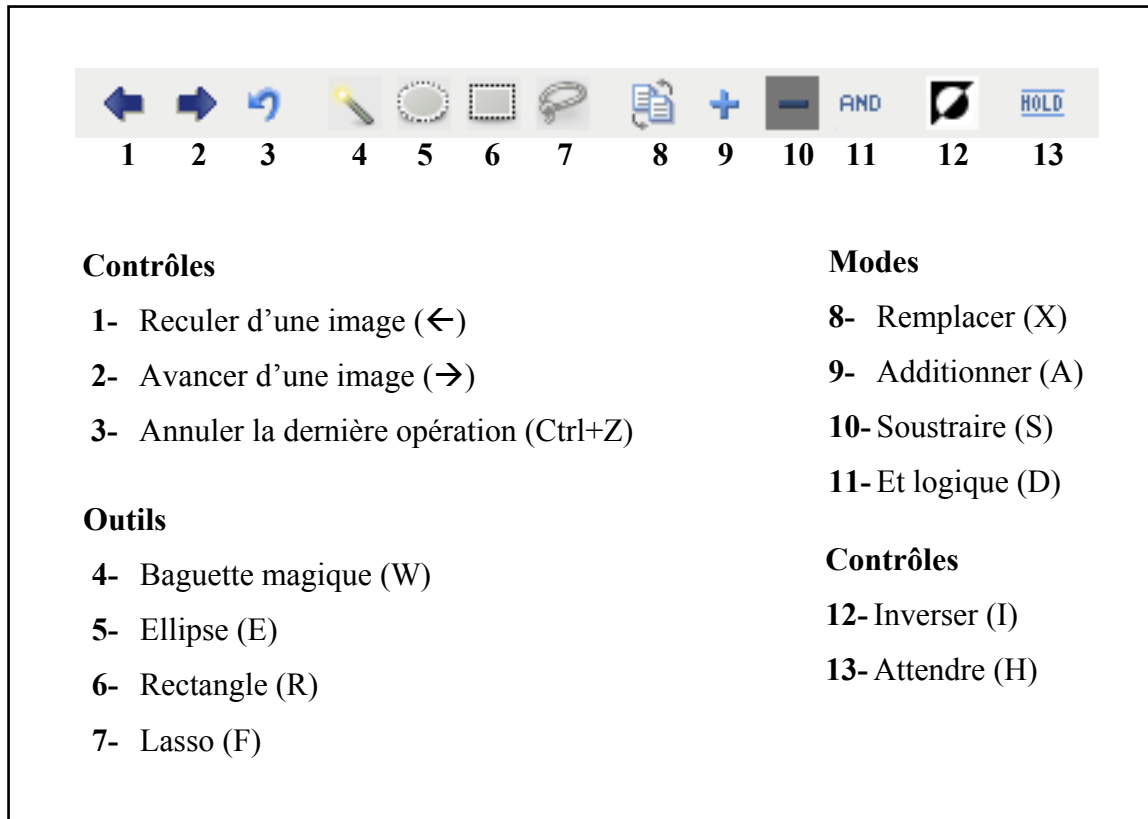 AND HOLD
1 2 3 4 5 6 7 8 9 10 11 12 13
Contrôles
1- Reculer d’une image (←)
2- Avancer d’une image (→)
3- Annuler la dernière opération (Ctrl+Z)
Outils
4- Baguette magique (W)
5- Ellipse (E)
6- Rectangle (R)
7- Lasso (F)
Modes
8- Remplacer (X)
9- Additionner (A)
10- Soustraire (S)
11- Et logique (D)
Contrôles
12- Inverser (I)
13- Attendre (H)